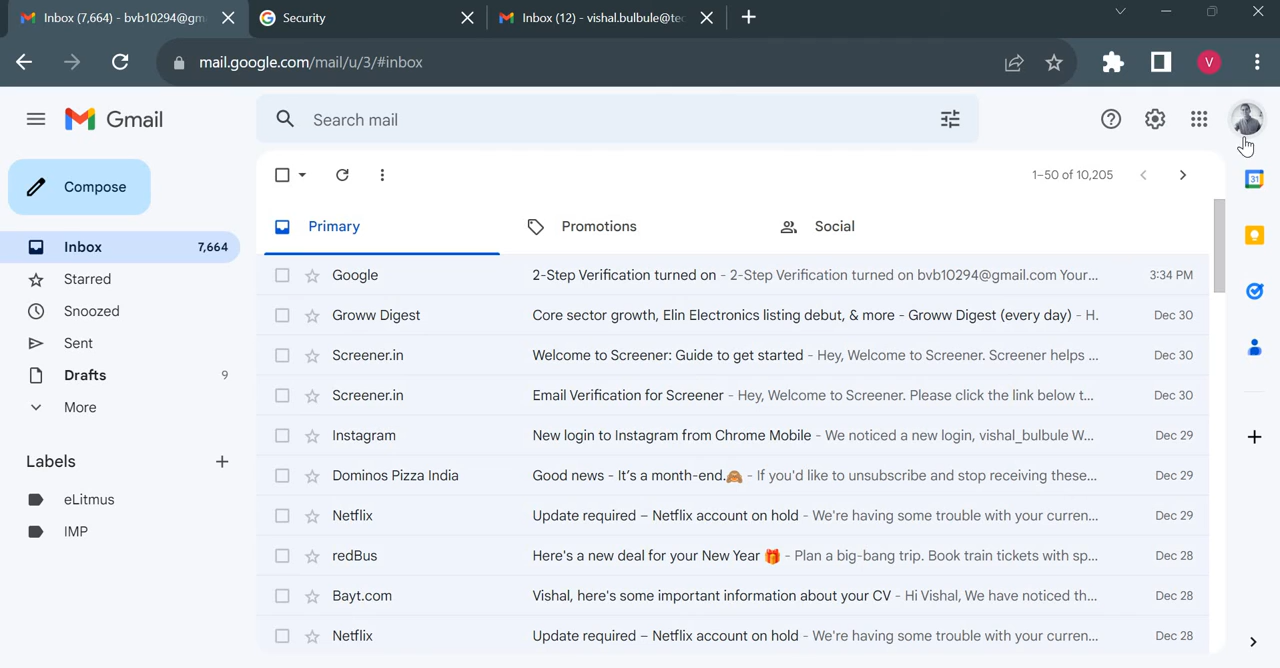 Inbox (7,664) - bvb10294@gm
Security
Inbox (12) - vishal.bulbule@te
mail.google.com/mail/u/3/#inbox
V
Gmail
Search mail
31
Compose
1–50 of 10,205
Primary
Promotions
Social
Inbox 7,664
Starred
Snoozed
Sent
Drafts 9
More
Labels
eLitmus
IMP
Google 2-Step Verification turned on - 2-Step Verification turned on bvb10294@gmail.com Your... 3:34 PM
Groww Digest Core sector growth, Elin Electronics listing debut, & more - Groww Digest (every day) - H. Dec 30
Screener.in Welcome to Screener: Guide to get started - Hey, Welcome to Screener. Screener helps ... Dec 30
Screener.in Email Verification for Screener - Hey, Welcome to Screener. Please click the link below t... Dec 30
Instagram New login to Instagram from Chrome Mobile - We noticed a new login, vishal_bulbule W... Dec 29
Dominos Pizza India Good news - It's a month-end.🙈 - If you'd like to unsubscribe and stop receiving these... Dec 29
Netflix Update required – Netflix account on hold - We're having some trouble with your curren... Dec 29
redBus Here's a new deal for your New Year 🎁 - Plan a big-bang trip. Book train tickets with sp... Dec 28
Bayt.com Vishal, here's some important information about your CV - Hi Vishal, We have noticed th... Dec 28
Netflix Update required – Netflix account on hold - We're having some trouble with your curren... Dec 28